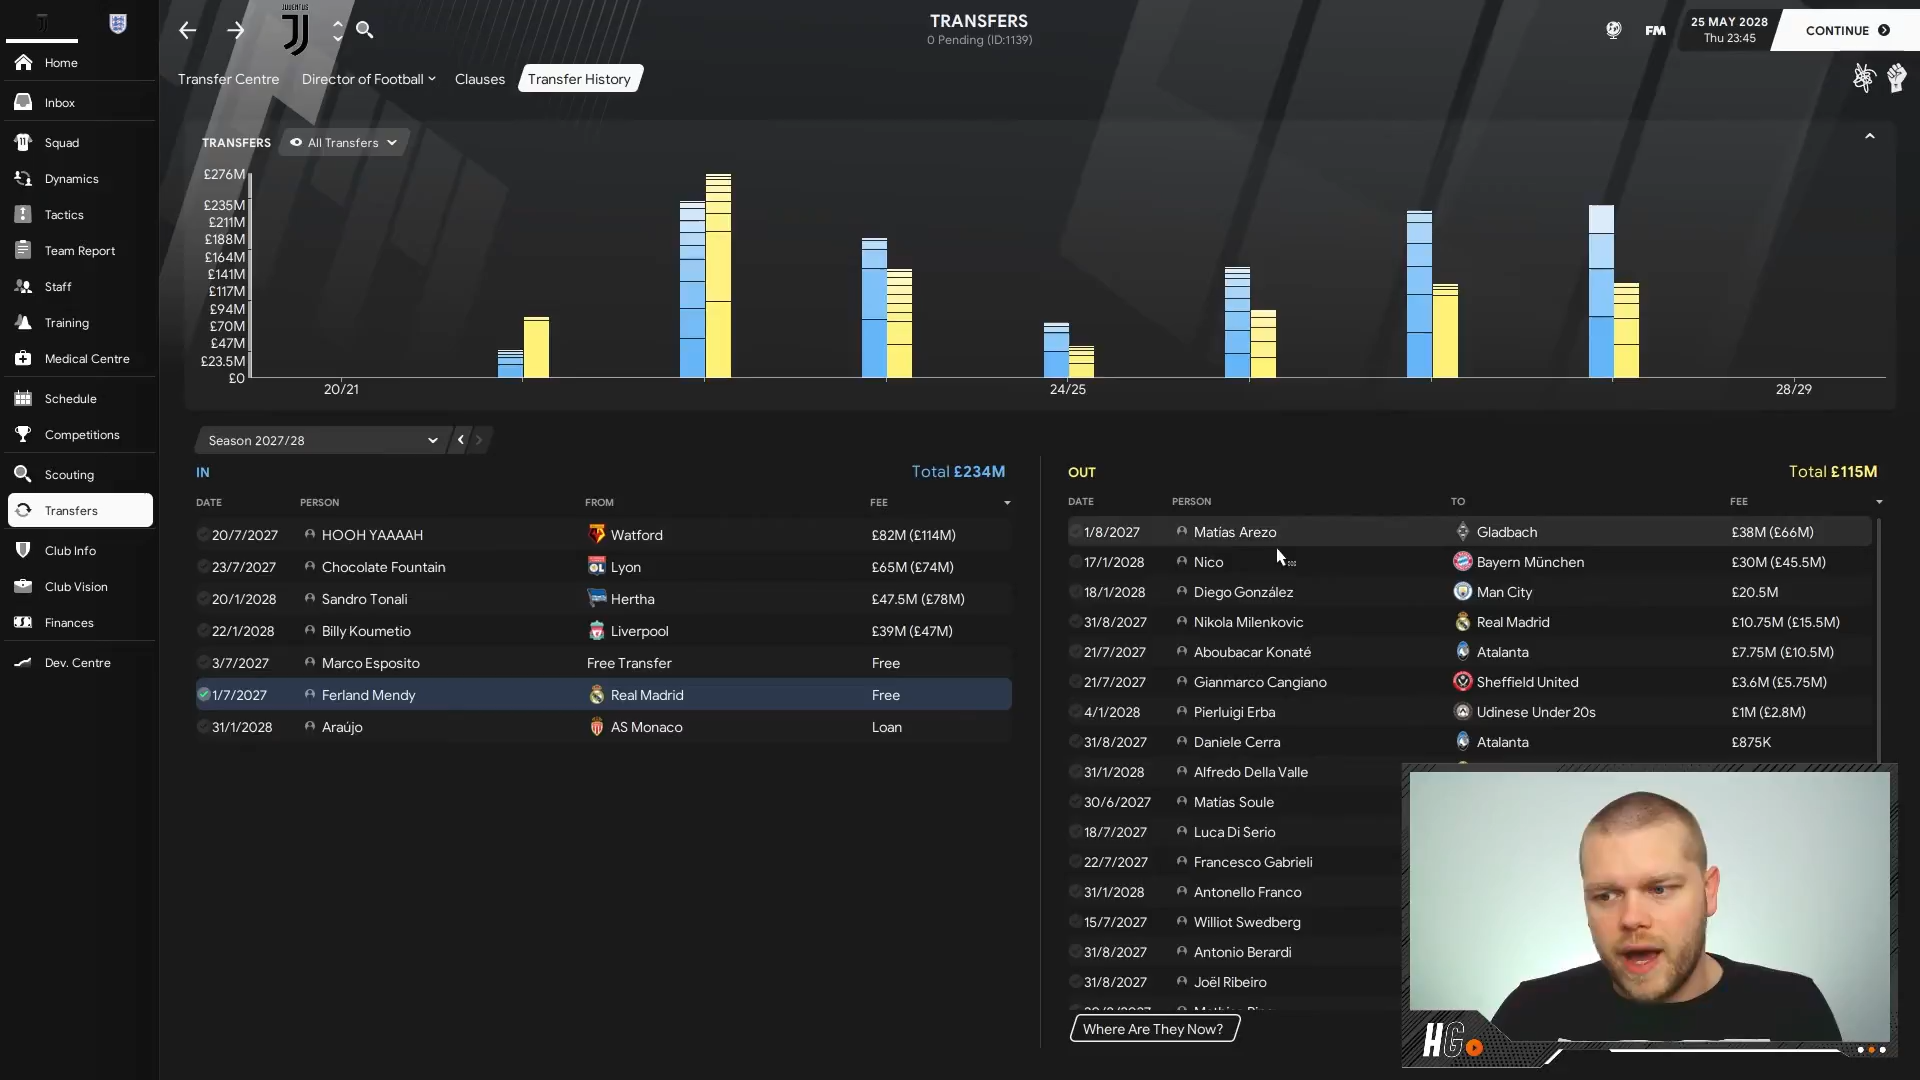 JUVENTUS
TRANSFERS
0 Pending (ID:1139)
FM
25 MAY 2028
Thu 23:45
CONTINUE
Home
Inbox
Squad
Dynamics
Tactics
Team Report
Staff
Training
Medical Centre
Schedule
Competitions
Scouting
Transfers
Club Info
Club Vision
Finances
Dev. Centre
Transfer Centre
Director of Football
Clauses
Transfer History
TRANSFERS
All Transfers
£276M
£235M
£211M
£188M
£164M
£141M
£117M
£94M
£70M
£47M
£23.5M
£0
20/21
24/25
28/29
Season 2027/28
IN
Total £234M
DATE PERSON FROM FEE
20/7/2027 HOOH YAAAAH Watford £82M (£114M)
23/7/2027 Chocolate Fountain Lyon £65M (£74M)
20/1/2028 Sandro Tonali Hertha £47.5M (£78M)
22/1/2028 Billy Koumetio Liverpool £39M (£47M)
3/7/2027 Marco Esposito Free Transfer Free
1/7/2027 Ferland Mendy Real Madrid Free
31/1/2028 Araújo AS Monaco Loan
OUT
Total £115M
DATE PERSON TO FEE
1/8/2027 Matías Arezo Gladbach £38M (£66M)
17/1/2028 Nico Bayern München £30M (£45.5M)
18/1/2028 Diego González Man City £20.5M
31/8/2027 Nikola Milenkovic Real Madrid £10.75M (£15.5M)
21/7/2027 Aboubacar Konaté Atalanta £7.75M (£10.5M)
21/7/2027 Gianmarco Cangiano Sheffield United £3.6M (£5.75M)
4/1/2028 Pierluigi Erba Udinese Under 20s £1M (£2.8M)
31/8/2027 Daniele Cerra Atalanta £875K
31/1/2028 Alfredo Della Valle
30/6/2027 Matías Soule
18/7/2027 Luca Di Serio
22/7/2027 Francesco Gabrieli
31/1/2028 Antonello Franco
15/7/2027 Williot Swedberg
31/8/2027 Antonio Berardi
31/8/2027 Joël Ribeiro
Where Are They Now?
HG